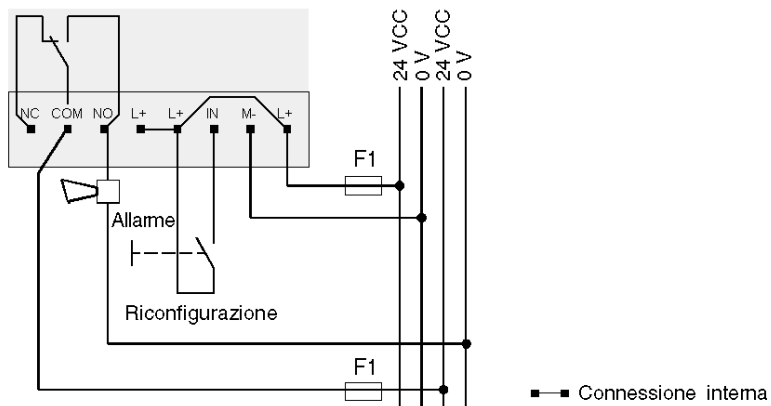 24 VCC
0 V
24 VCC
0 V
NC COM NO L+ L+ IN M- L+
F1
Allarme
Riconfigurazione
F1
Connessione interna